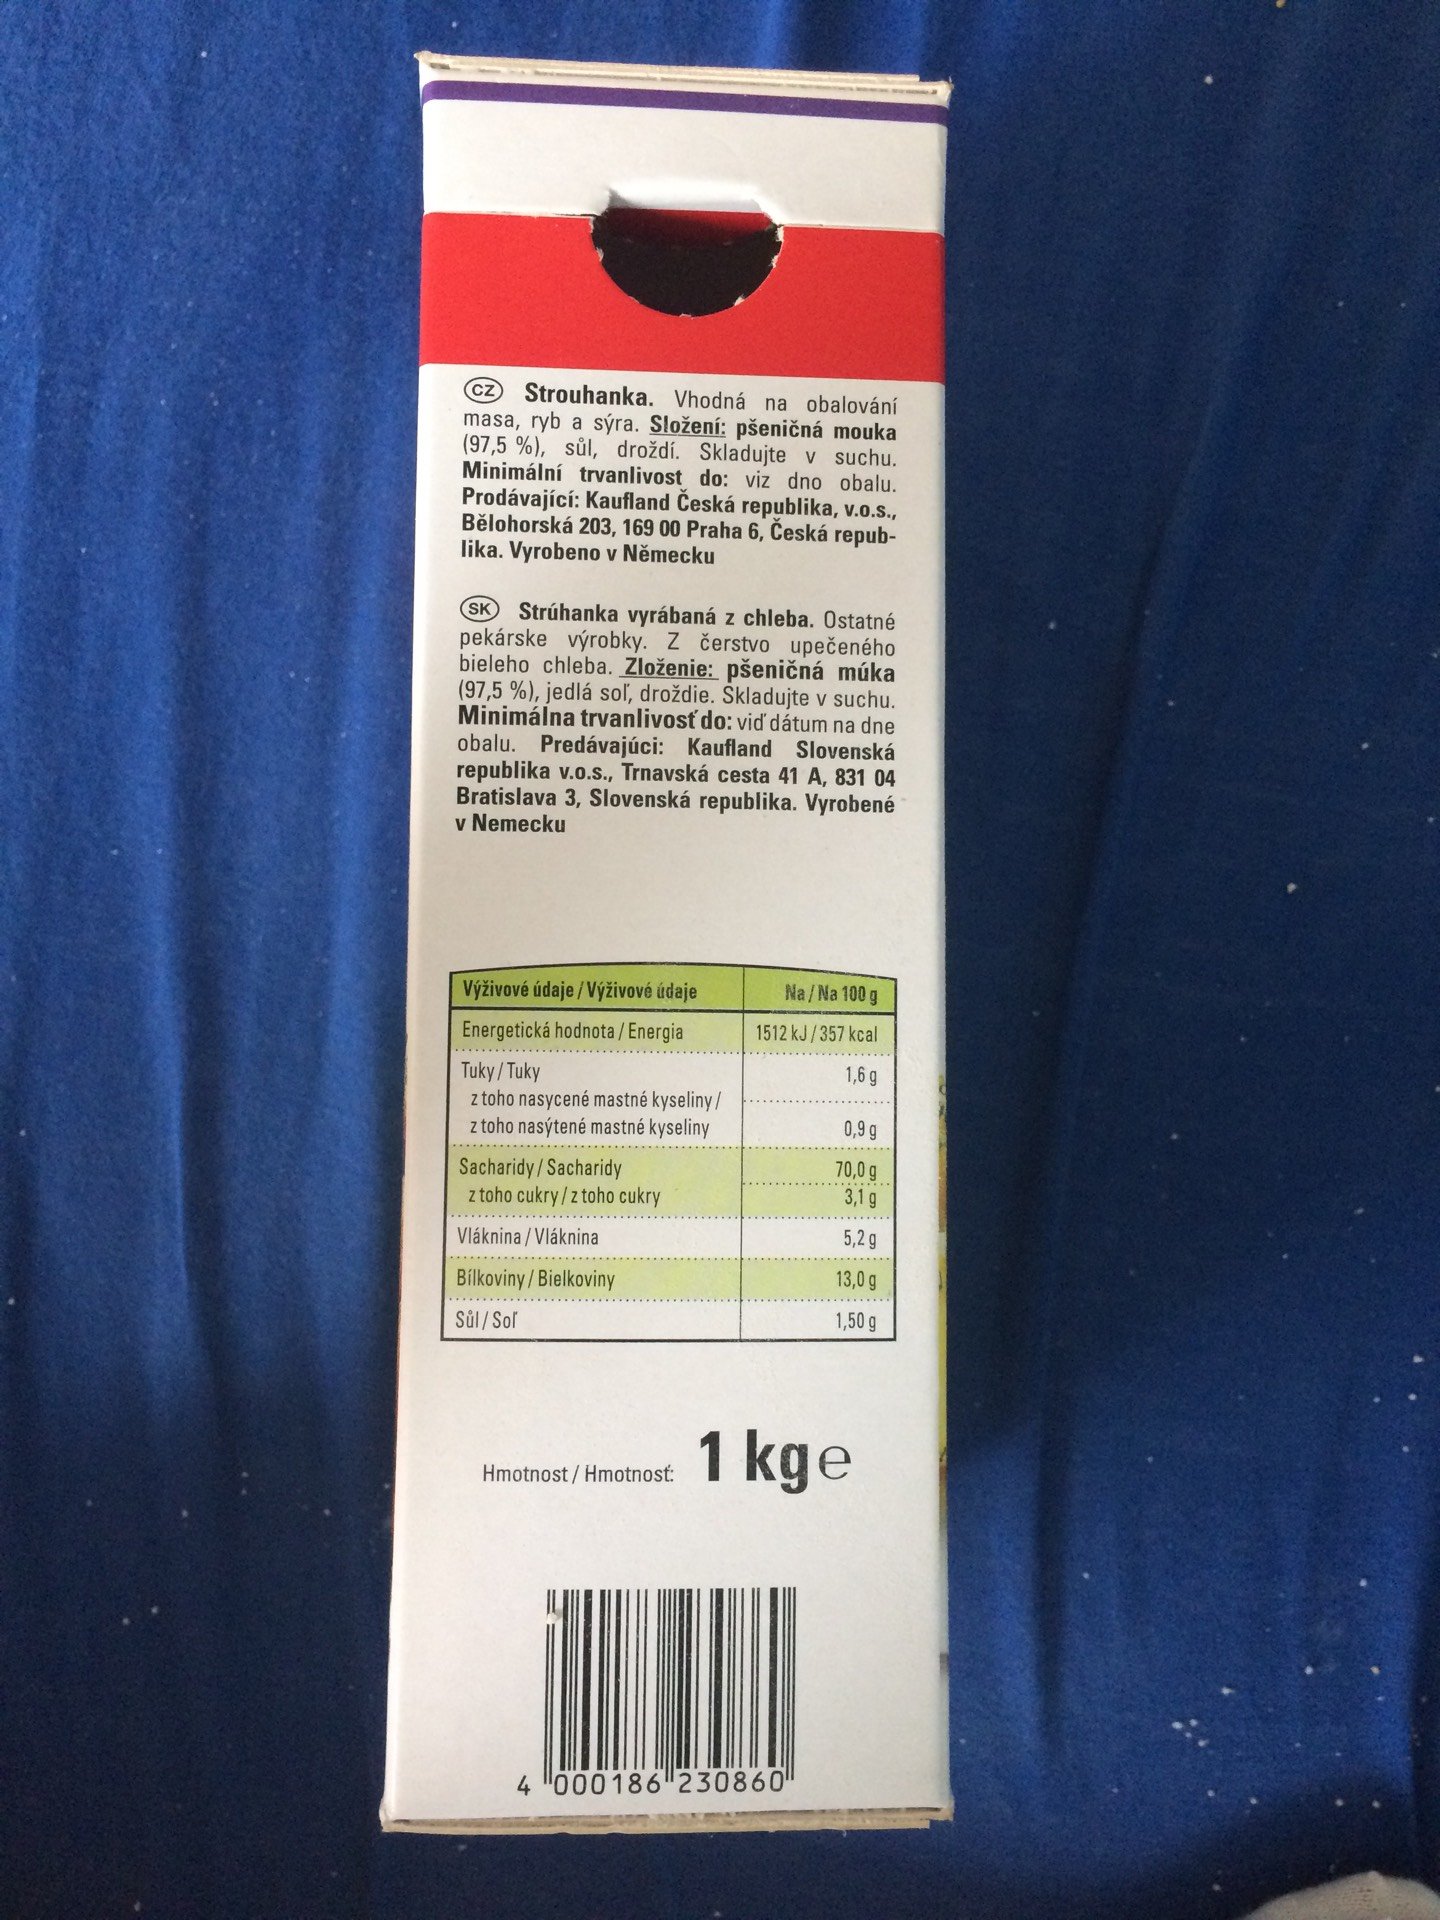 CZ Strouhanka. Vhodná na obalování
masa, ryb a sýra. Složení: pšeničná mouka
(97,5 %), sůl, droždí. Skladujte v suchu.
Minimální trvanlivost do: viz dno obalu.
Prodávající: Kaufland Česká republika, v.o.s.,
Bělohorská 203, 169 00 Praha 6, Česká repub-
lika. Vyrobeno v Německu
SK Strúhanka vyrábaná z chleba. Ostatné
pekárske výrobky. Z čerstvo upečeného
bieleho chleba. Zloženie: pšeničná múka
(97,5 %), jedlá soľ, droždie. Skladujte v suchu.
Minimálna trvanlivosť do: viď dátum na dne
obalu. Predávajúci: Kaufland Slovenská
republika v.o.s., Trnavská cesta 41 A, 831 04
Bratislava 3, Slovenská republika. Vyrobené
v Nemecku
Výživové údaje / Výživové údaje Na / Na 100 g
Energetická hodnota / Energia 1512 kJ / 357 kcal
Tuky / Tuky 1,6 g
z toho nasycené mastné kyseliny /
z toho nasýtené mastné kyseliny 0,9 g
Sacharidy / Sacharidy 70,0 g
z toho cukry / z toho cukry 3,1 g
Vláknina / Vláknina 5,2 g
Bílkoviny / Bielkoviny 13,0 g
Sůl / Soľ 1,50 g
Hmotnost / Hmotnosť: 1 kg e
4 000186 230860